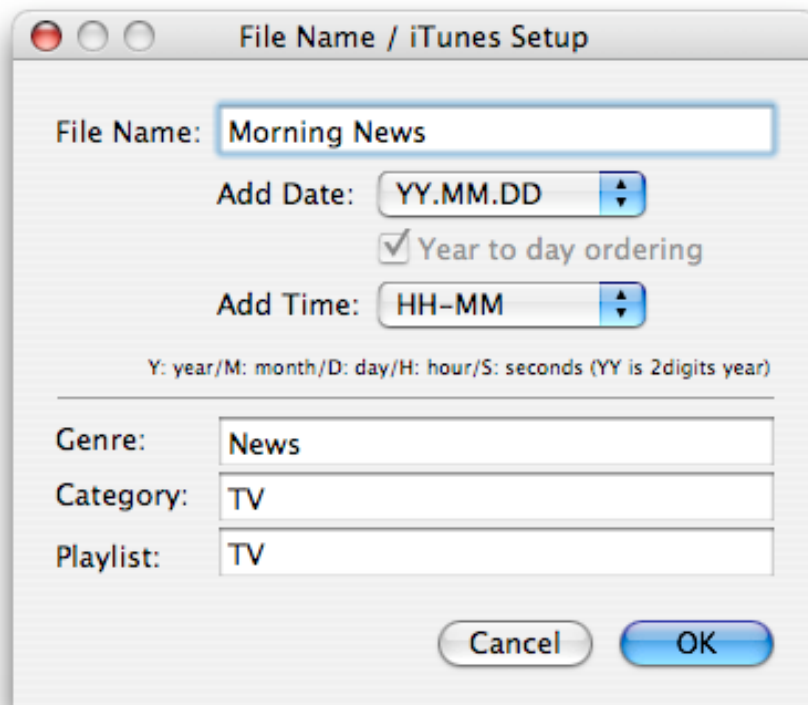 File Name / iTunes Setup
File Name: Morning News
Add Date: YY.MM.DD
Year to day ordering
Add Time: HH-MM
Y: year/M: month/D: day/H: hour/S: seconds (YY is 2digits year)
Genre: News
Category: TV
Playlist: TV
Cancel OK